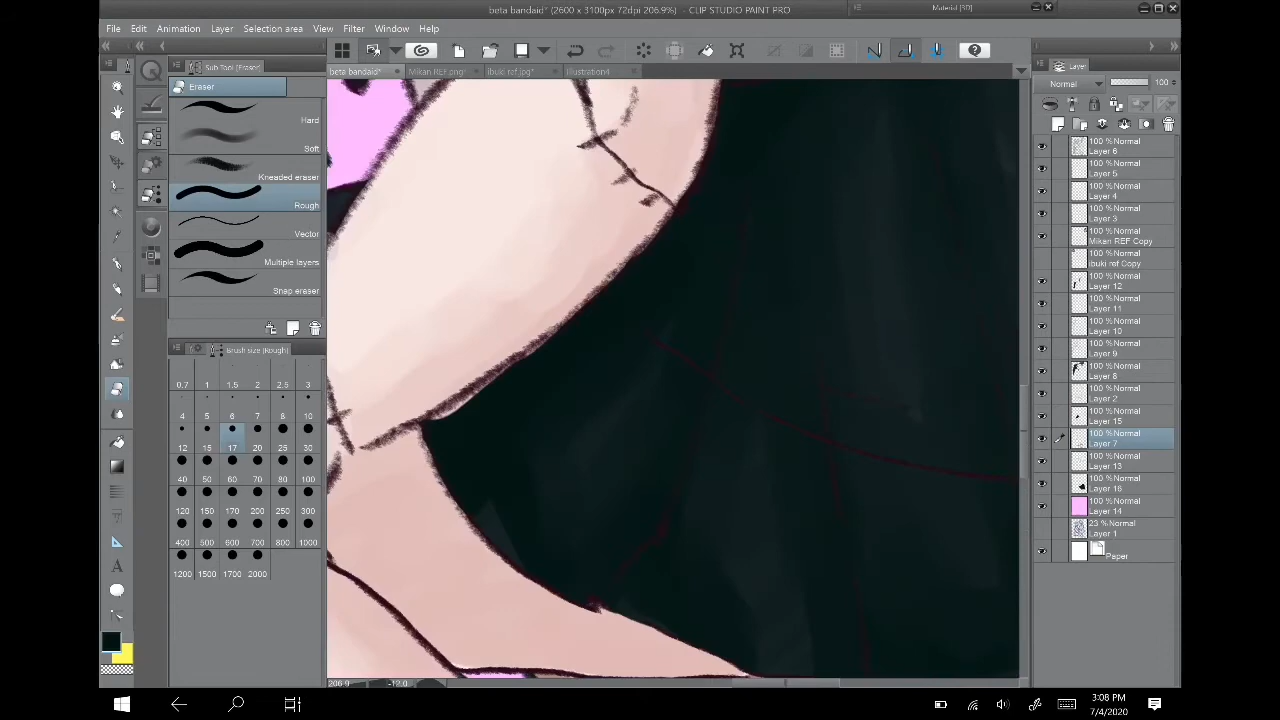 beta bandaid* (2600 x 3100px 72dpi 206.9%) - CLIP STUDIO PAINT PRO
Material [3D]
File Edit Animation Layer Selection area View Filter Window Help
Sub Tool [Eraser]
Layer
beta bandaid* Mikan REF.png* ibuki ref.jpg* Illustration4
Eraser
Normal 100
Hard
Soft
Kneaded eraser
Rough
Vector
Multiple layers
Snap eraser
Brush size [Rough]
0.7 1 1.5 2 2.5 3
4 5 6 7 8 10
12 15 17 20 25 30
40 50 60 70 80 100
120 150 170 200 250 300
400 500 600 700 800 1000
1200 1500 1700 2000
100 %Normal
Layer 6
100 %Normal
Layer 5
100 %Normal
Layer 4
100 %Normal
Layer 3
100 %Normal
Mikan REF Copy
100 %Normal
ibuki ref Copy
100 %Normal
Layer 12
100 %Normal
Layer 11
100 %Normal
Layer 10
100 %Normal
Layer 9
100 %Normal
Layer 8
100 %Normal
Layer 2
100 %Normal
Layer 15
100 %Normal
Layer 7
100 %Normal
Layer 13
100 %Normal
Layer 16
100 %Normal
Layer 14
23 %Normal
Layer 1
Paper
206.9 -12.0
3:08 PM
7/4/2020